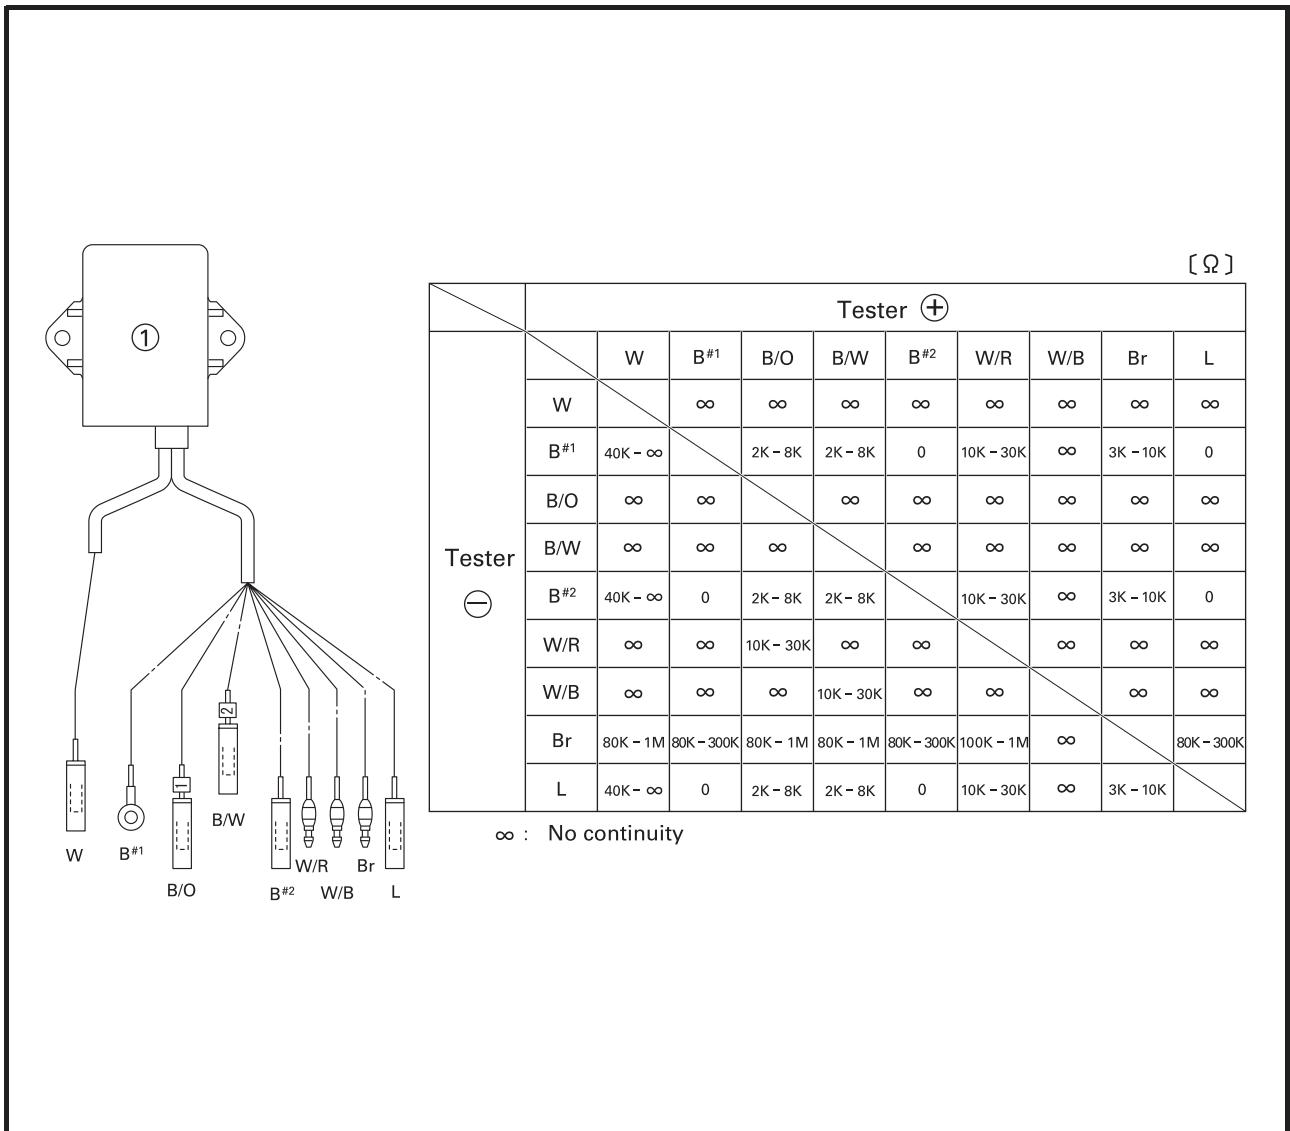 [Ω]
Tester ⊕
W B#1 B/O B/W B#2 W/R W/B Br L
W ∞ ∞ ∞ ∞ ∞ ∞ ∞ ∞
B#1 40K – ∞ 2K – 8K 2K – 8K 0 10K – 30K ∞ 3K – 10K 0
B/O ∞ ∞ ∞ ∞ ∞ ∞ ∞ ∞
B/W ∞ ∞ ∞ ∞ ∞ ∞ ∞ ∞
Tester ⊖
B#2 40K – ∞ 0 2K – 8K 2K – 8K 10K – 30K ∞ 3K – 10K 0
W/R ∞ ∞ 10K – 30K ∞ ∞ ∞ ∞ ∞
W/B ∞ ∞ ∞ 10K – 30K ∞ ∞ ∞ ∞
Br 80K – 1M 80K – 300K 80K – 1M 80K – 1M 80K – 300K 100K – 1M ∞ 80K – 300K
L 40K – ∞ 0 2K – 8K 2K – 8K 0 10K – 30K ∞ 3K – 10K
∞ : No continuity
①
2
1
W
B#1
B/O
B/W
B#2
W/R
W/B
Br
L